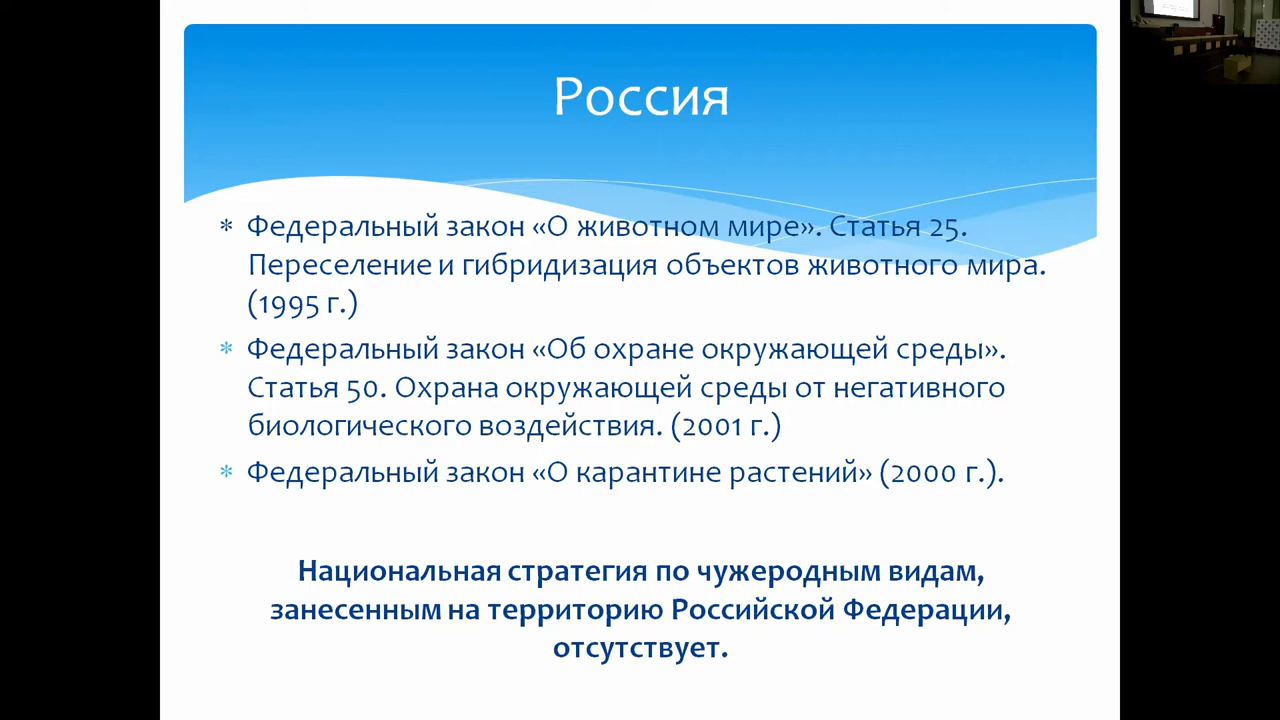 Россия
* Федеральный закон «О животном мире». Статья 25.
Переселение и гибридизация объектов животного мира.
(1995 г.)
* Федеральный закон «Об охране окружающей среды».
Статья 50. Охрана окружающей среды от негативного
биологического воздействия. (2001 г.)
* Федеральный закон «О карантине растений» (2000 г.).
Национальная стратегия по чужеродным видам,
занесенным на территорию Российской Федерации,
отсутствует.